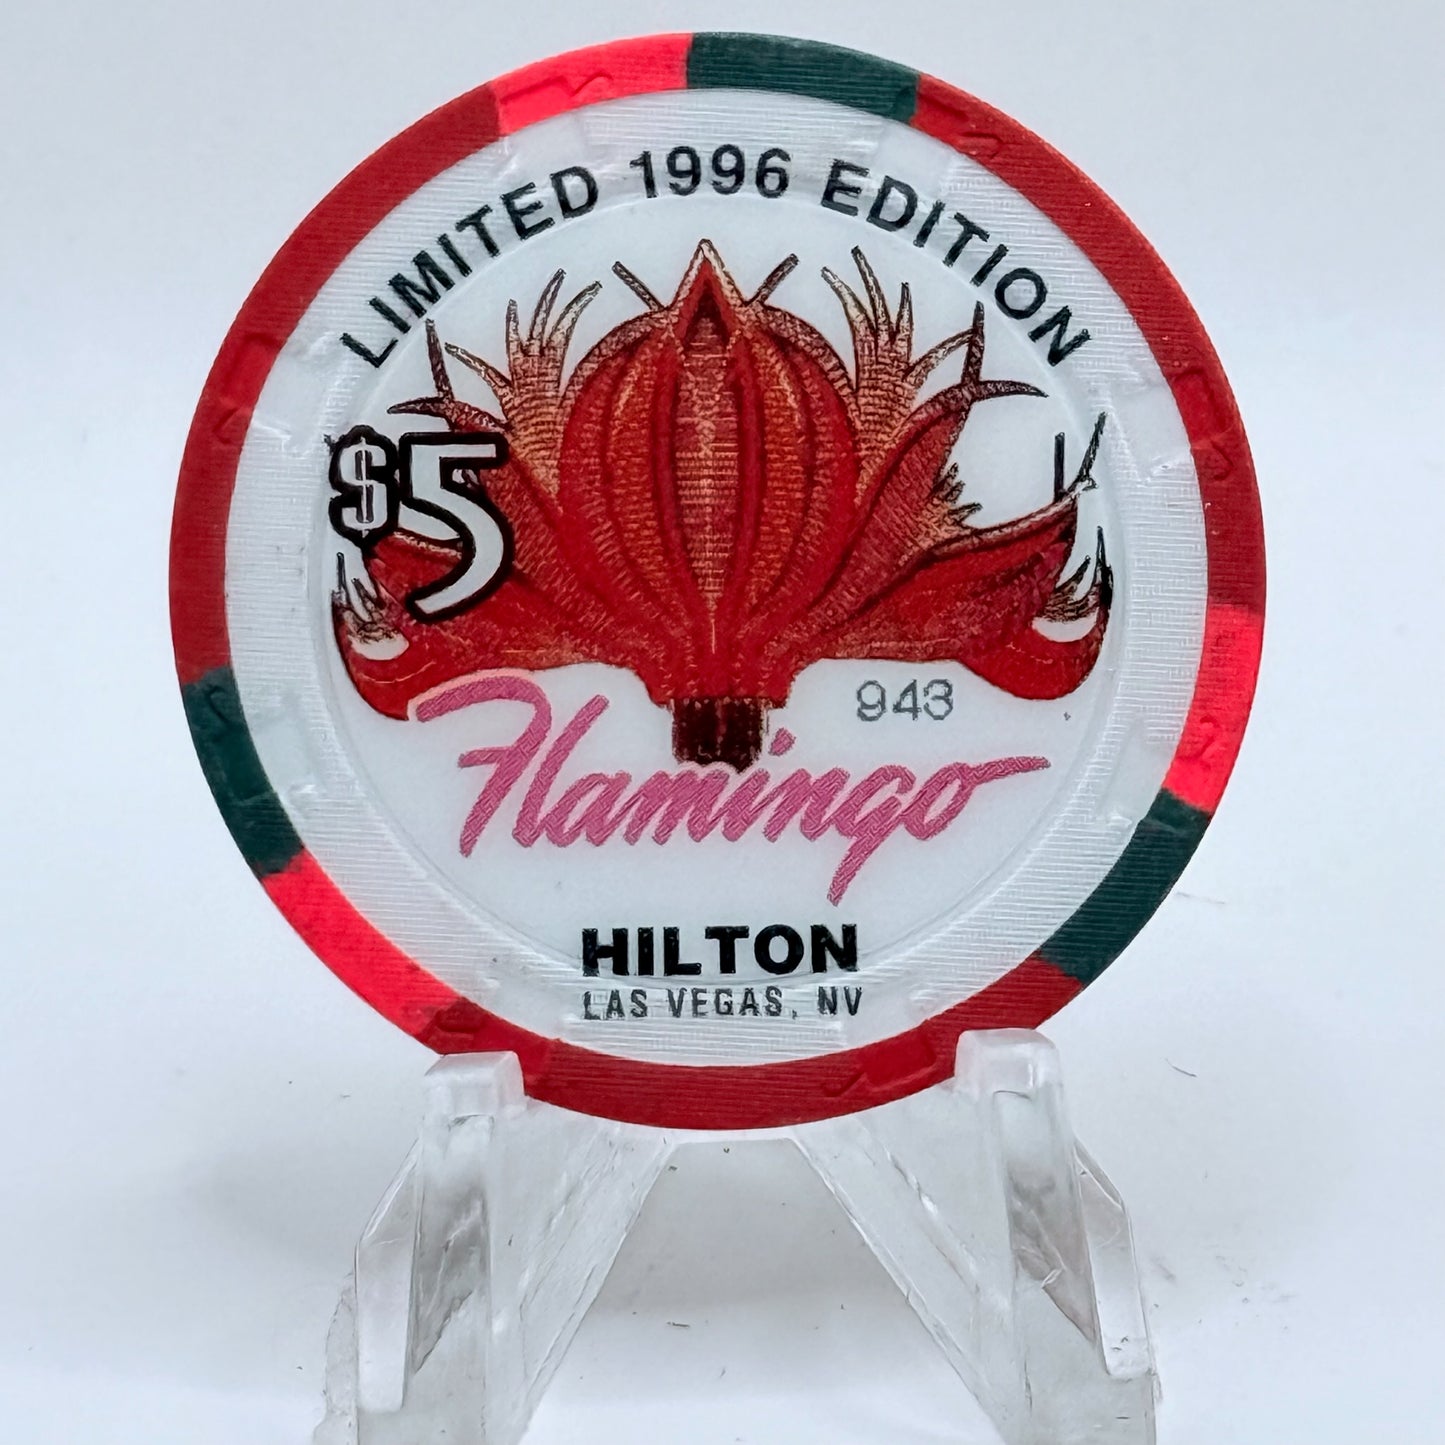 LIMITED 1996 EDITION
$5
943
Flamingo
HILTON
LAS VEGAS, NV